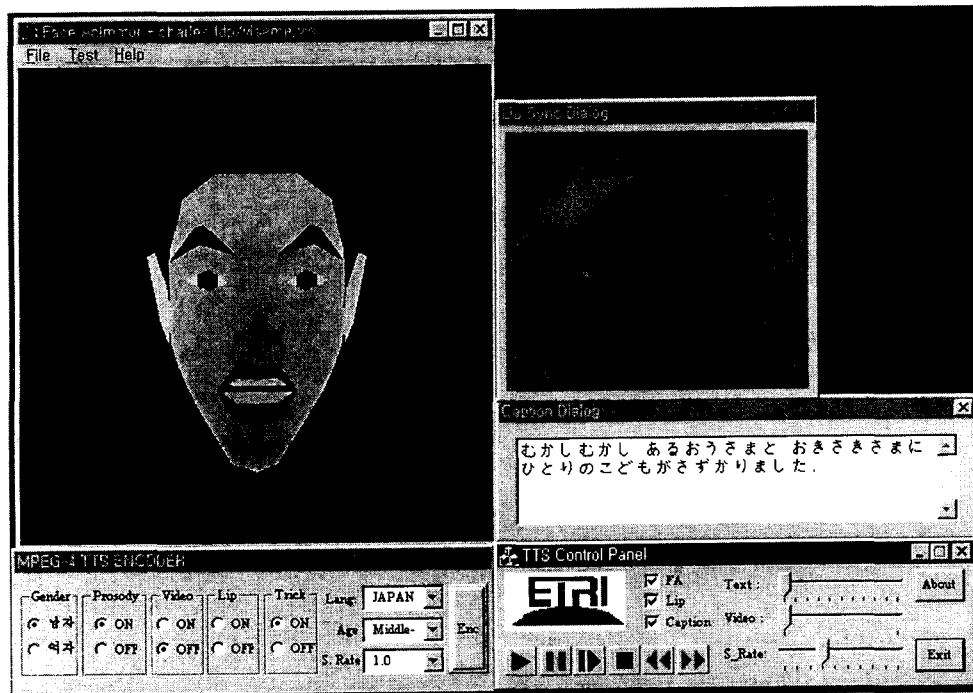 File Test Help
Caption Dialog
むかしむかし あるおうさまと おきさきさまに
ひとりのこどもがさずかりました.
MPEG-4 TTS ENCODER
Gender Prosody Video Lip Trick
남자 ON ON ON ON
여자 OFF OFF OFF OFF
Lang: JAPAN
Age Middle-
S. Rate 1.0
Enc
TTS Control Panel
ETRI
FA
Lip
Caption
Text :
Video :
S_Rate:
About
Exit